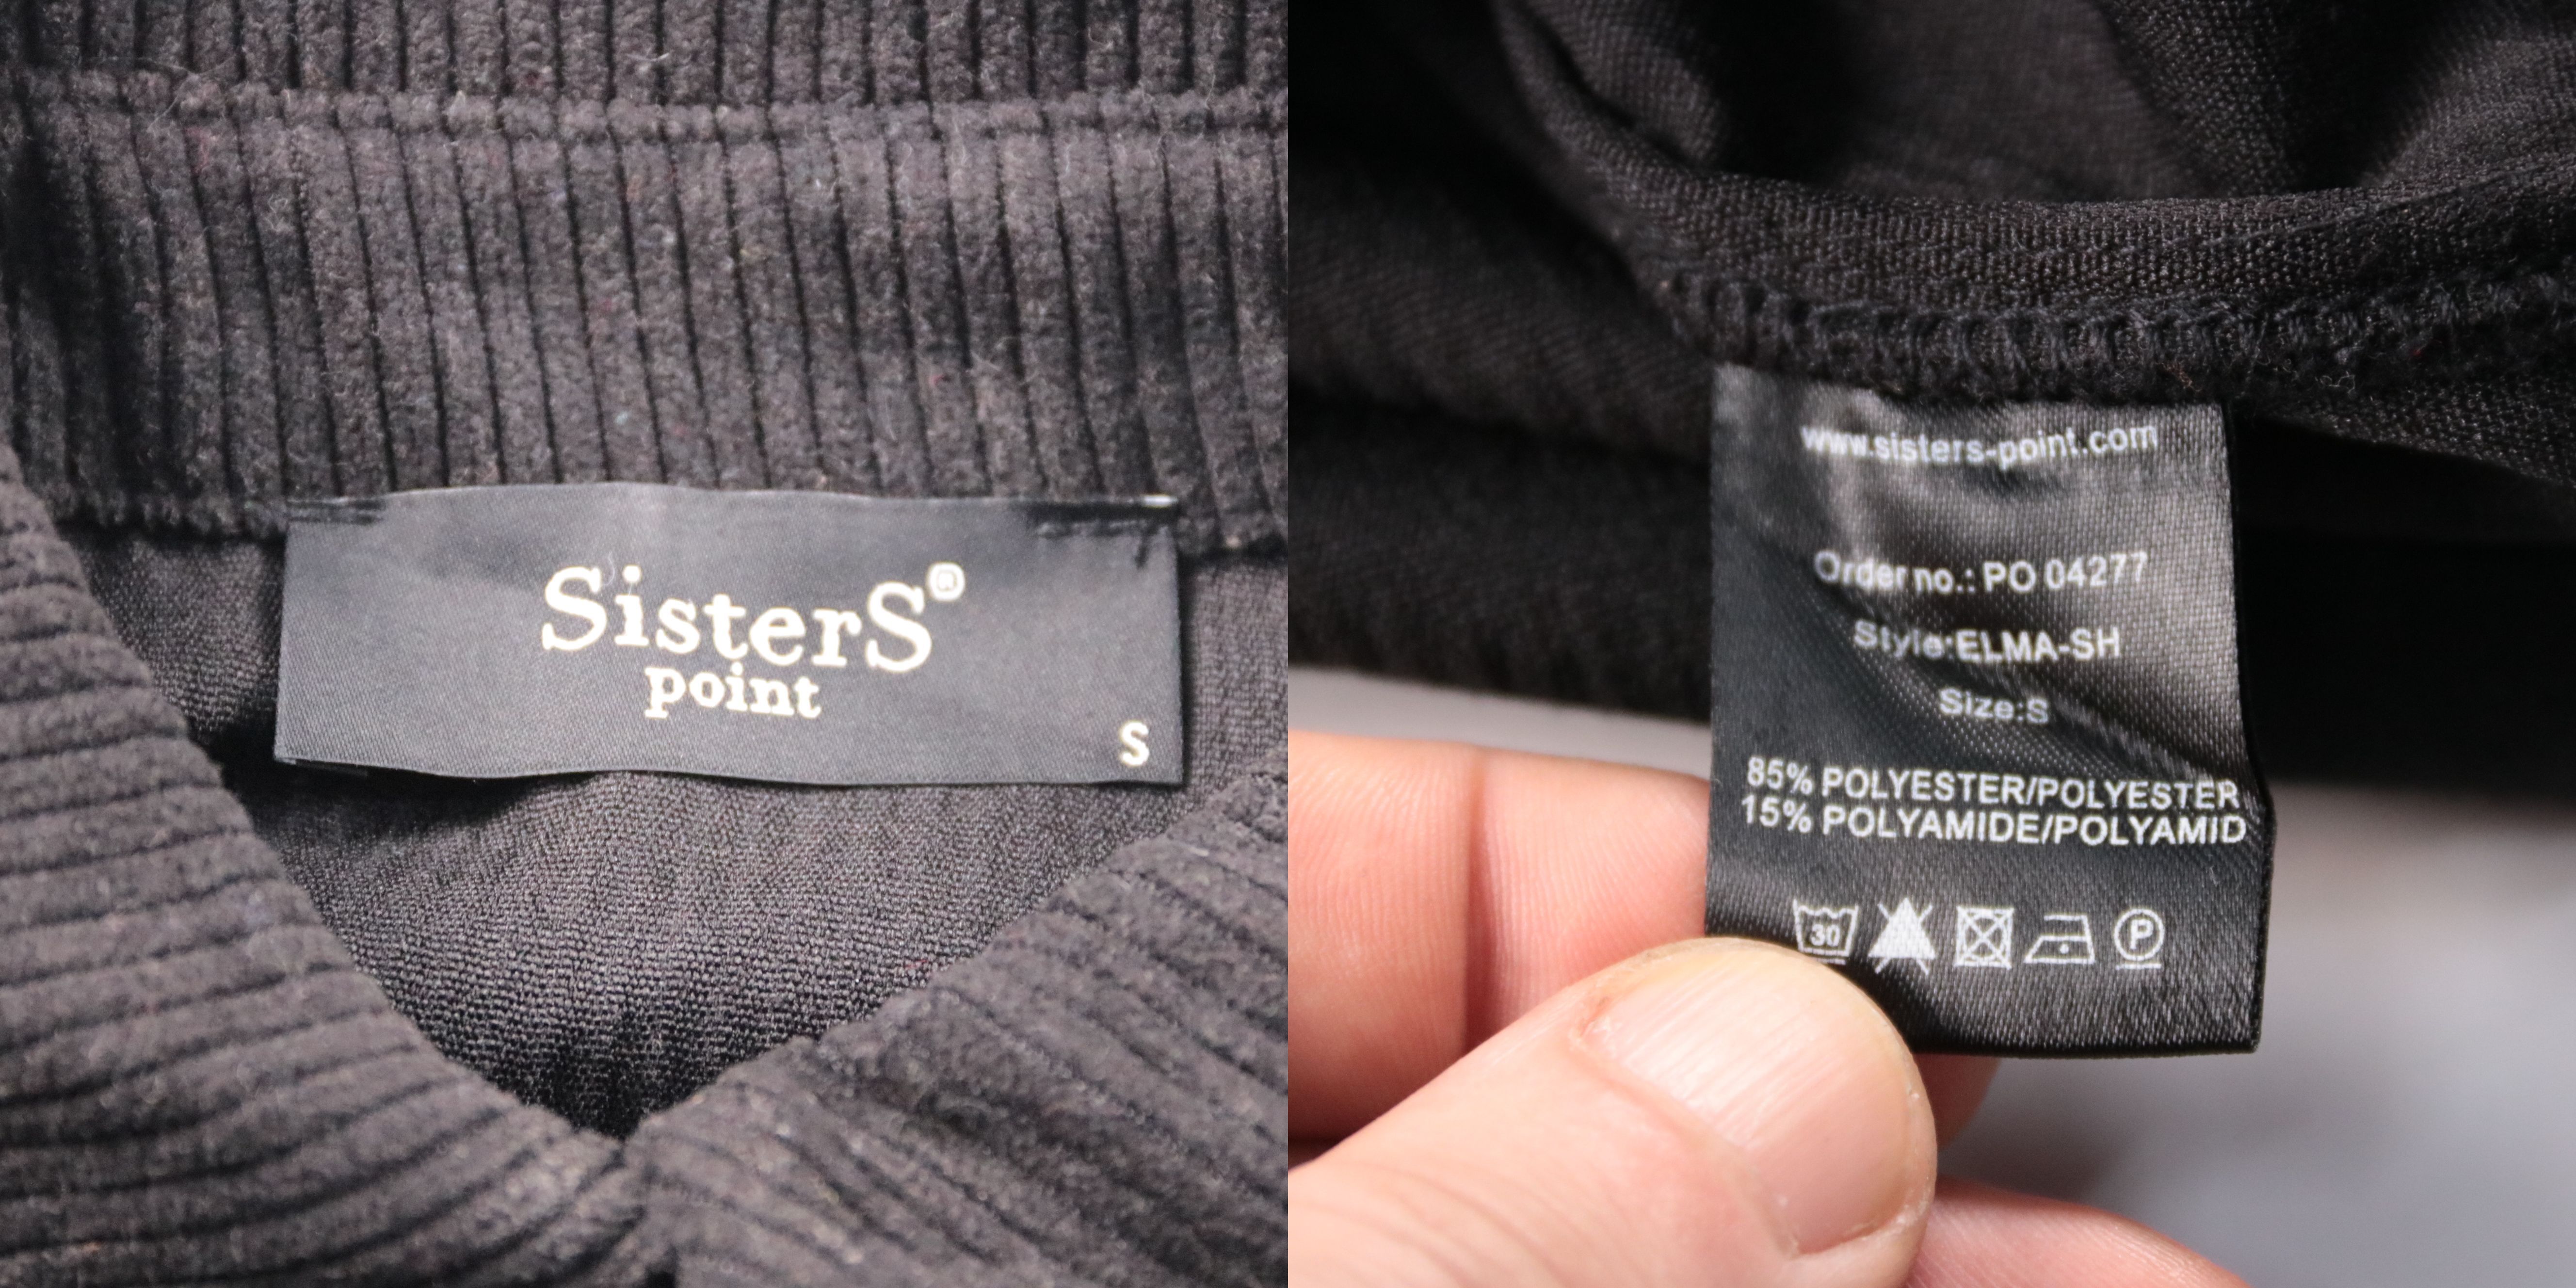 SisterS®
point
S
www.sisters-point.com
Order no.: PO 04277
Style:ELMA-SH
Size:S
85% POLYESTER/POLYESTER
15% POLYAMIDE/POLYAMID
30
P